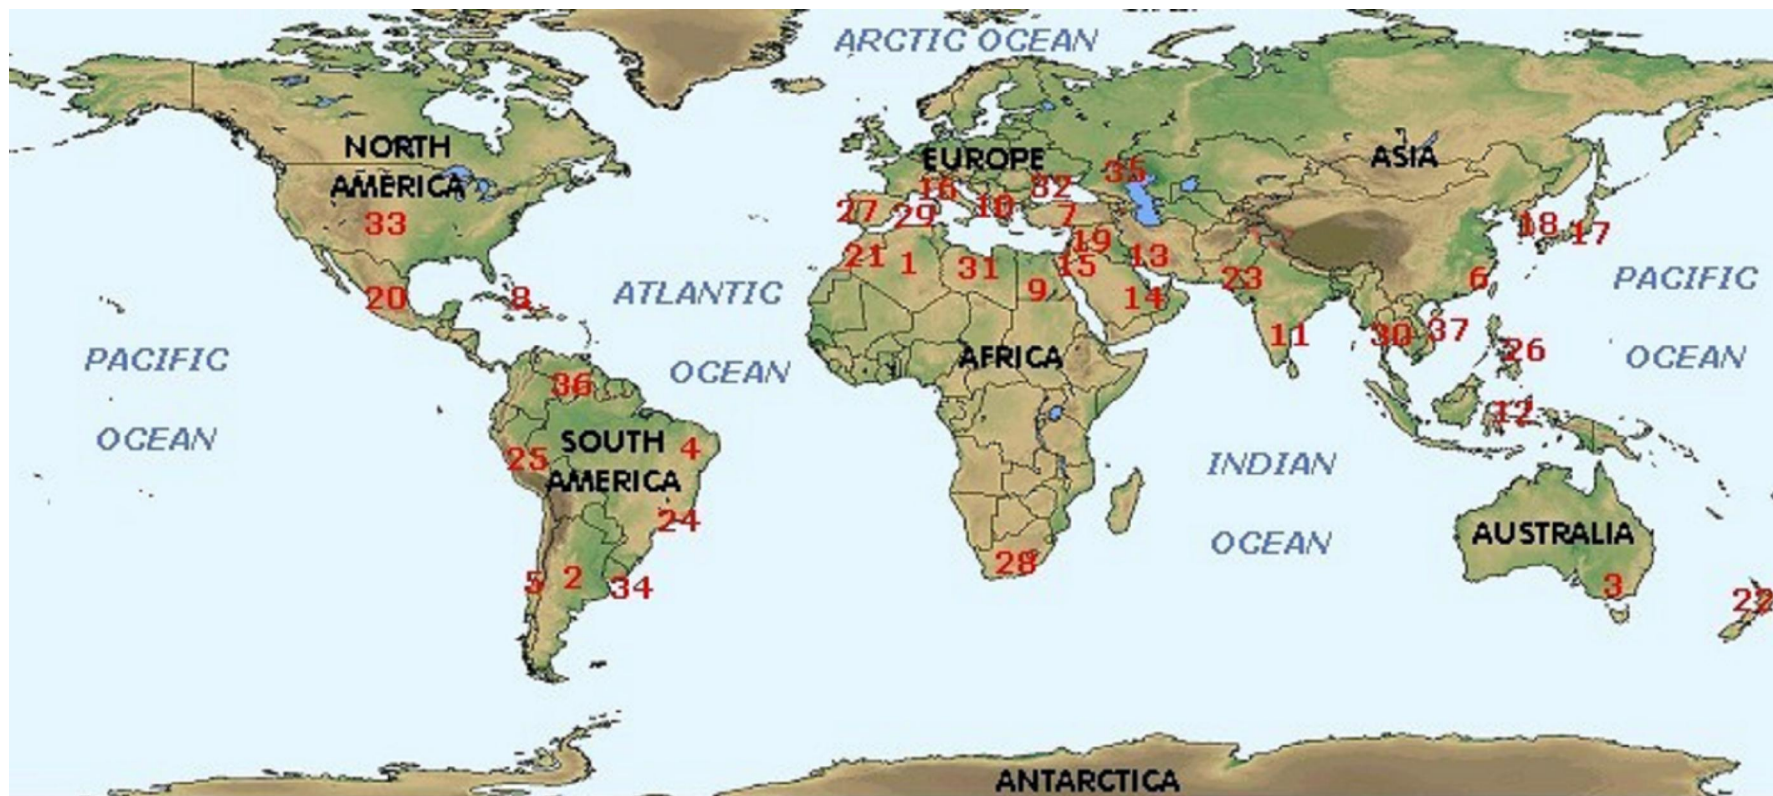 ARCTIC OCEAN
NORTH
AMERICA
EUROPE
ASIA
35
16
32
27
29
10
7
33
18
17
21
1
31
19
15
13
23
6
PACIFIC
OCEAN
9
14
20
8
ATLANTIC
OCEAN
11
30
37
26
PACIFIC
OCEAN
AFRICA
36
12
SOUTH
AMERICA
4
25
24
INDIAN
OCEAN
AUSTRALIA
28
5
2
34
3
22
ANTARCTICA